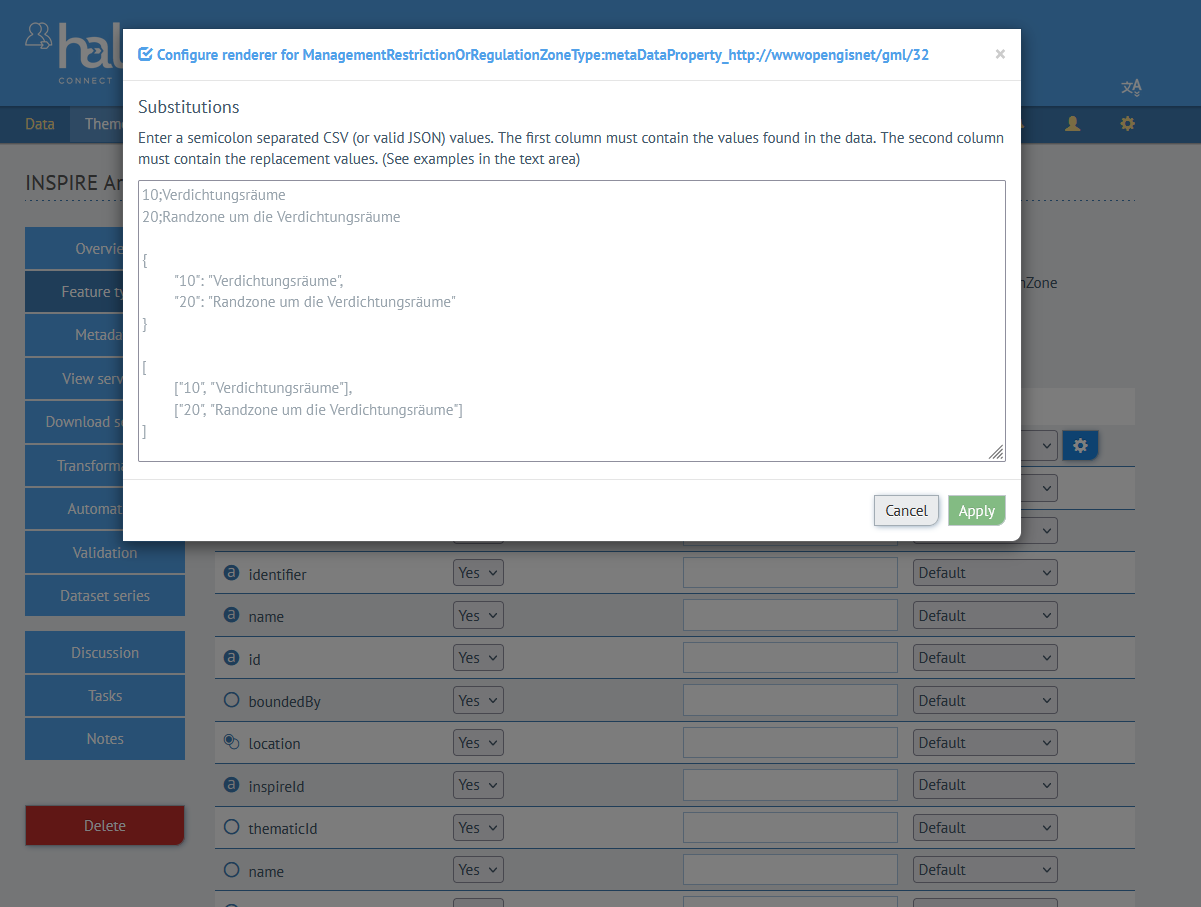 hal
CONNECT
Data
Them
INSPIRE Ar
Configure renderer for ManagementRestrictionOrRegulationZoneType:metaDataProperty_http://wwwopengisnet/gml/32
×
Substitutions
Enter a semicolon separated CSV (or valid JSON) values. The first column must contain the values found in the data. The second column
must contain the replacement values. (See examples in the text area)
10;Verdichtungsräume
20;Randzone um die Verdichtungsräume
{
"10": "Verdichtungsräume",
"20": "Randzone um die Verdichtungsräume"
}
[
["10", "Verdichtungsräume"],
["20", "Randzone um die Verdichtungsräume"]
]
Cancel
Apply
Overvie
Feature ty
Metada
View serv
Download s
Transforma
Automat
Validation
Dataset series
Discussion
Tasks
Notes
Delete
nZone
identifier Yes Default
name Yes Default
id Yes Default
boundedBy Yes Default
location Yes Default
inspireId Yes Default
thematicId Yes Default
name Yes Default